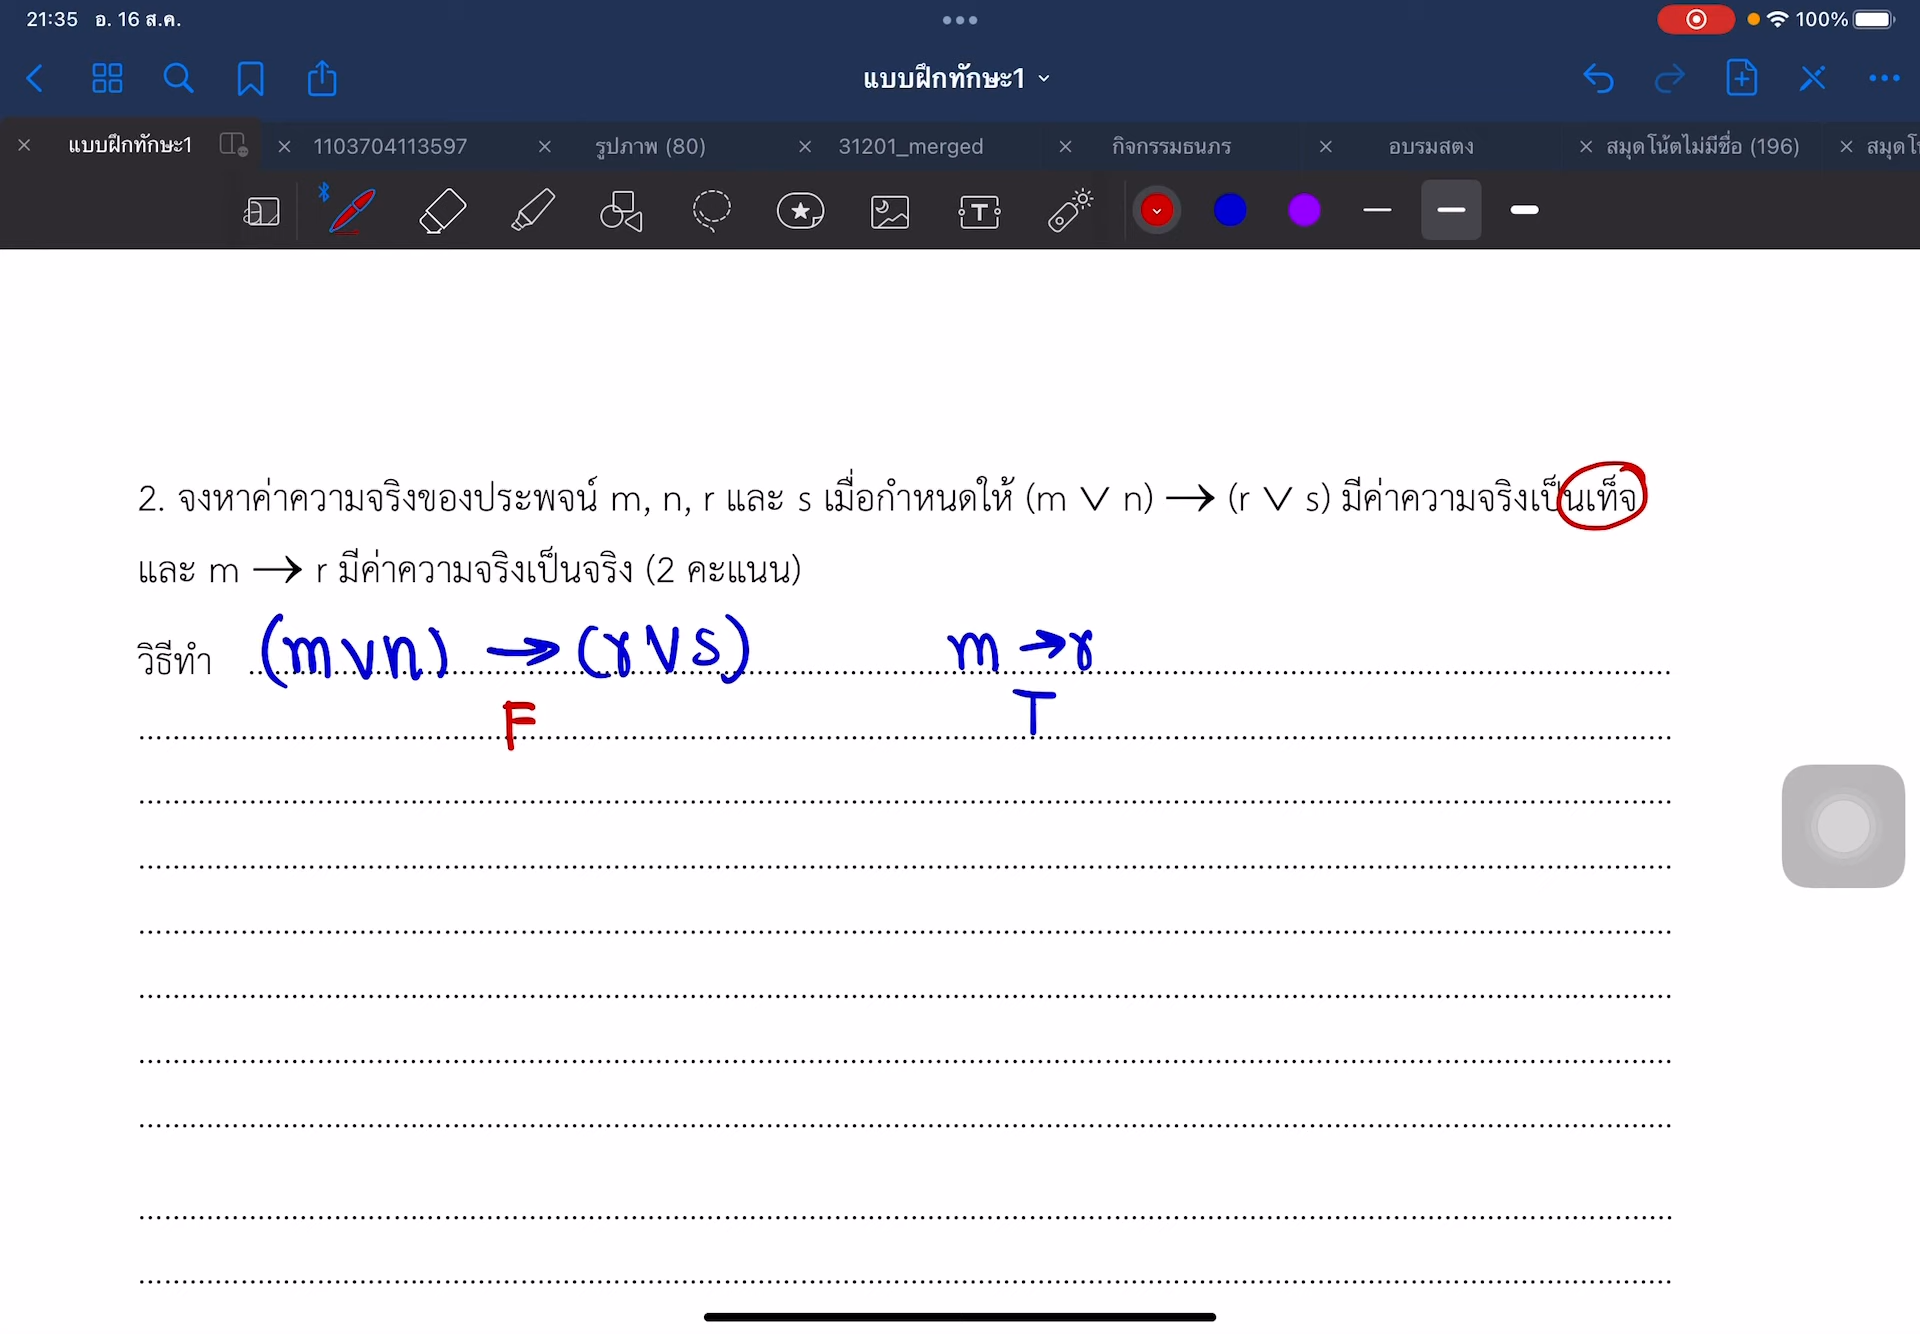 21:35 อ. 16 ส.ค. 100%
แบบฝึกทักษะ1
แบบฝึกทักษะ1 1103704113597 รูปภาพ (80) 31201_merged กิจกรรมธนภร อบรมสตง สมุดโน้ตไม่มีชื่อ (196)
2. จงหาค่าความจริงของประพจน์ m, n, r และ s เมื่อกำหนดให้ (m ∨ n) → (r ∨ s) มีค่าความจริงเป็นเท็จ
และ m → r มีค่าความจริงเป็นจริง (2 คะแนน)
วิธีทำ (m∨n) → (r∨s) m → r
F T